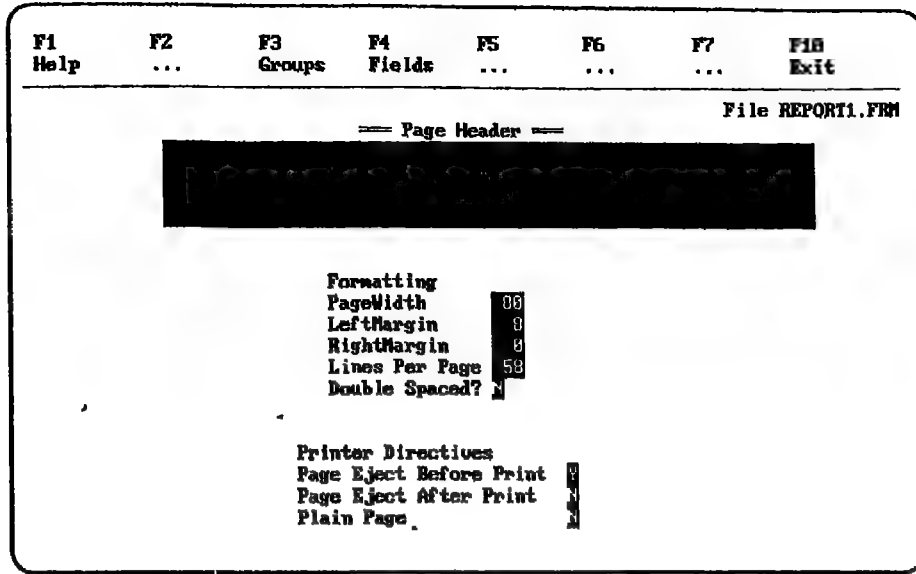 F1 F2 F3 F4 F5 F6 F7 F10
Help ... Groups Fields ... ... ... Exit
File REPORT1.FRM
══ Page Header ══
Formatting
PageWidth 80
LeftMargin 8
RightMargin 0
Lines Per Page 58
Double Spaced? N
Printer Directives
Page Eject Before Print
Page Eject After Print N
Plain Page N